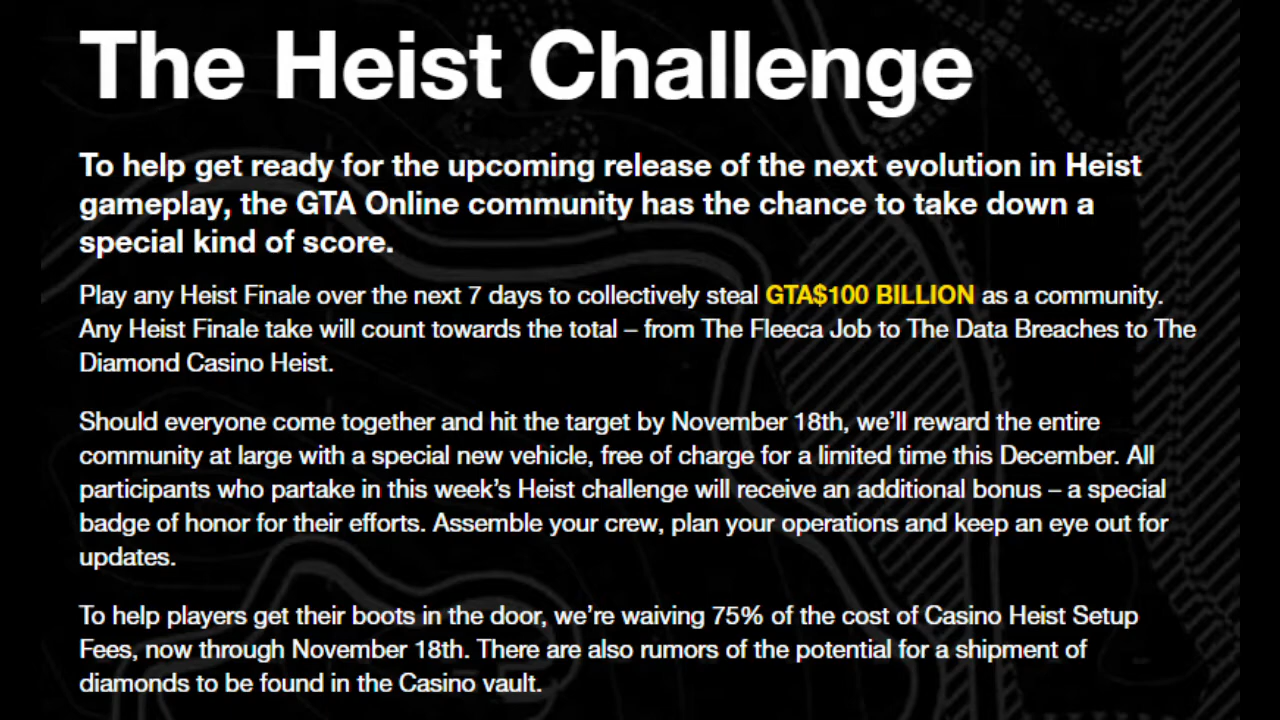 The Heist Challenge
To help get ready for the upcoming release of the next evolution in Heist
gameplay, the GTA Online community has the chance to take down a
special kind of score.
Play any Heist Finale over the next 7 days to collectively steal GTA$100 BILLION as a community.
Any Heist Finale take will count towards the total – from The Fleeca Job to The Data Breaches to The
Diamond Casino Heist.
Should everyone come together and hit the target by November 18th, we’ll reward the entire
community at large with a special new vehicle, free of charge for a limited time this December. All
participants who partake in this week’s Heist challenge will receive an additional bonus – a special
badge of honor for their efforts. Assemble your crew, plan your operations and keep an eye out for
updates.
To help players get their boots in the door, we’re waiving 75% of the cost of Casino Heist Setup
Fees, now through November 18th. There are also rumors of the potential for a shipment of
diamonds to be found in the Casino vault.